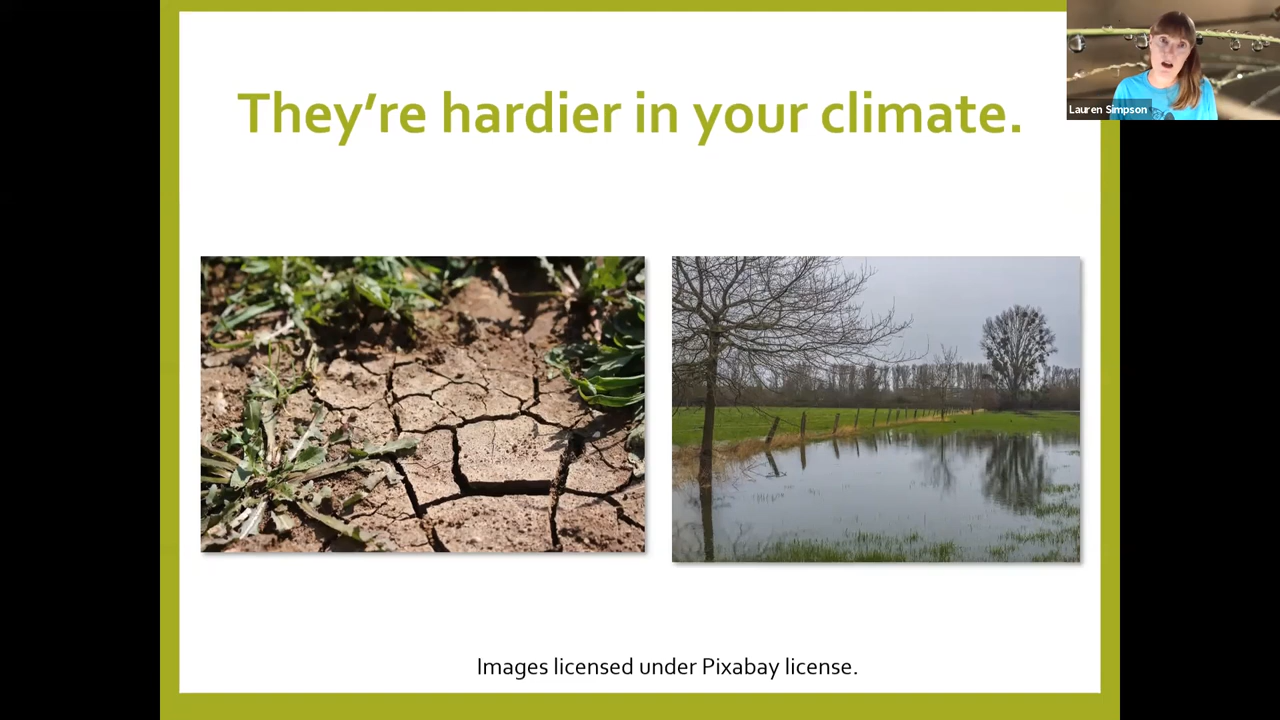 They’re hardier in your climate.
Lauren Simpson
Images licensed under Pixabay license.